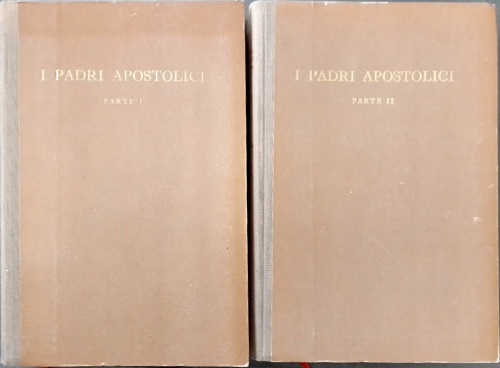 I PADRI APOSTOLICI
PARTE I
I PADRI APOSTOLICI
PARTE II